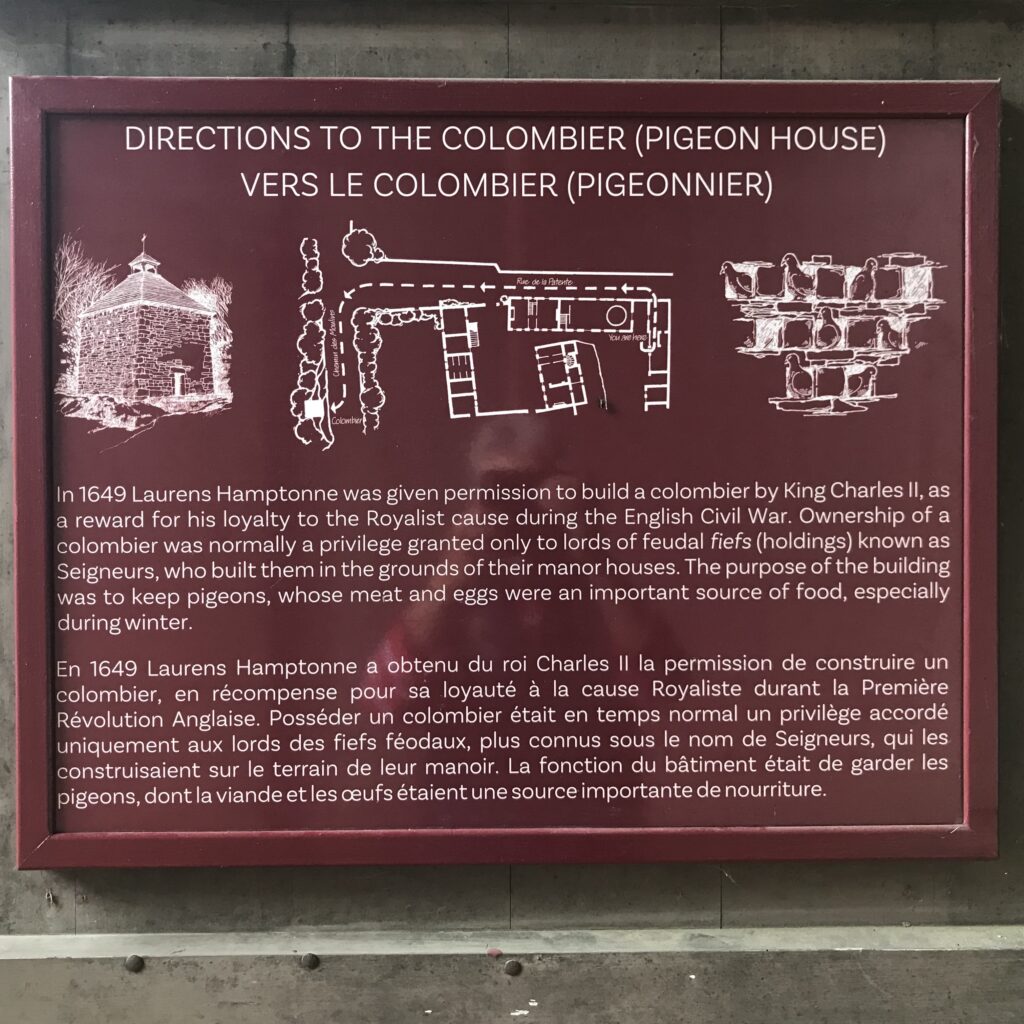 DIRECTIONS TO THE COLOMBIER (PIGEON HOUSE)
VERS LE COLOMBIER (PIGEONNIER)
Rue de la Patente
Chemin des Moulins
You are here
Colombier
In 1649 Laurens Hamptonne was given permission to build a colombier by King Charles II, as
a reward for his loyalty to the Royalist cause during the English Civil War. Ownership of a
colombier was normally a privilege granted only to lords of feudal fiefs (holdings) known as
Seigneurs, who built them in the grounds of their manor houses. The purpose of the building
was to keep pigeons, whose meat and eggs were an important source of food, especially
during winter.
En 1649 Laurens Hamptonne a obtenu du roi Charles II la permission de construire un
colombier, en récompense pour sa loyauté à la cause Royaliste durant la Première
Révolution Anglaise. Posséder un colombier était en temps normal un privilège accordé
uniquement aux lords des fiefs féodaux, plus connus sous le nom de Seigneurs, qui les
construisaient sur le terrain de leur manoir. La fonction du bâtiment était de garder les
pigeons, dont la viande et les œufs étaient une source importante de nourriture.